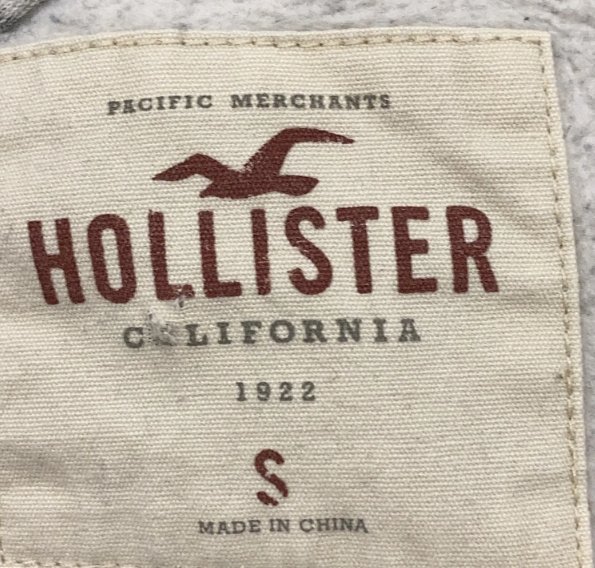 PACIFIC MERCHANTS
HOLLISTER
CALIFORNIA
1922
S
MADE IN CHINA